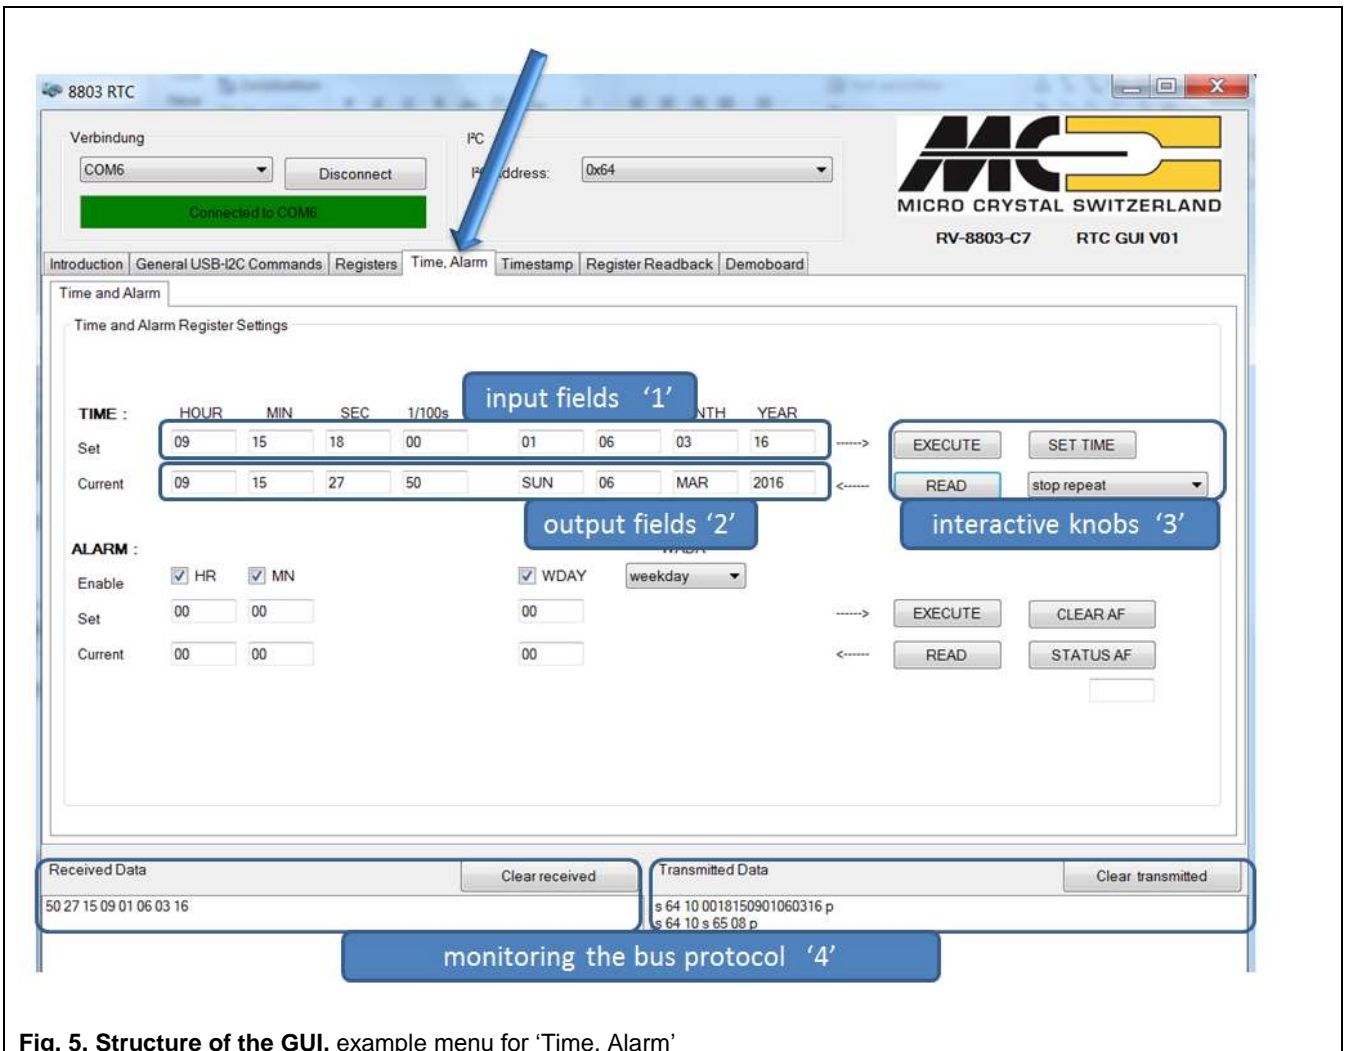 8803 RTC
Verbindung
COM6
Disconnect
Connected to COM6
I²C
address:
0x64
MICRO CRYSTAL SWITZERLAND
RV-8803-C7 RTC GUI V01
Introduction General USB-I2C Commands Registers Time, Alarm Timestamp Register Readback Demoboard
Time and Alarm
Time and Alarm Register Settings
input fields '1'
TIME : HOUR MIN SEC 1/100s NTH YEAR
Set 09 15 18 00 01 06 03 16 ------> EXECUTE SET TIME
Current 09 15 27 50 SUN 06 MAR 2016 <------ READ stop repeat
output fields '2' interactive knobs '3'
ALARM :
Enable HR MN WDAY weekday
Set 00 00 00 ------> EXECUTE CLEAR AF
Current 00 00 00 <------ READ STATUS AF
Received Data Clear received Transmitted Data Clear transmitted
50 27 15 09 01 06 03 16
s 64 10 0018150901060316 p
s 64 10 s 65 08 p
monitoring the bus protocol '4'
Fig. 5. Structure of the GUI, example menu for 'Time, Alarm'